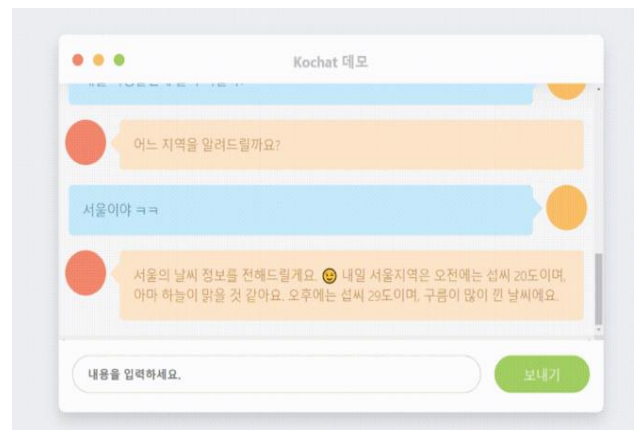 Kochat 데모
어느 지역을 알려드릴까요?
서울이야 ㅋㅋ
서울의 날씨 정보를 전해드릴게요. 😉 내일 서울지역은 오전에는 섭씨 20도이며,
아마 하늘이 맑을 것 같아요. 오후에는 섭씨 29도이며, 구름이 많이 낀 날씨에요.
내용을 입력하세요.
보내기